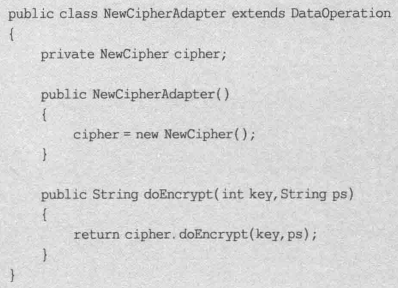 public class NewCipherAdapter extends DataOperation
{
    private NewCipher cipher;

    public NewCipherAdapter()
    {
        cipher = new NewCipher();
    }

    public String doEncrypt(int key,String ps)
    {
        return cipher.doEncrypt(key,ps);
    }
}